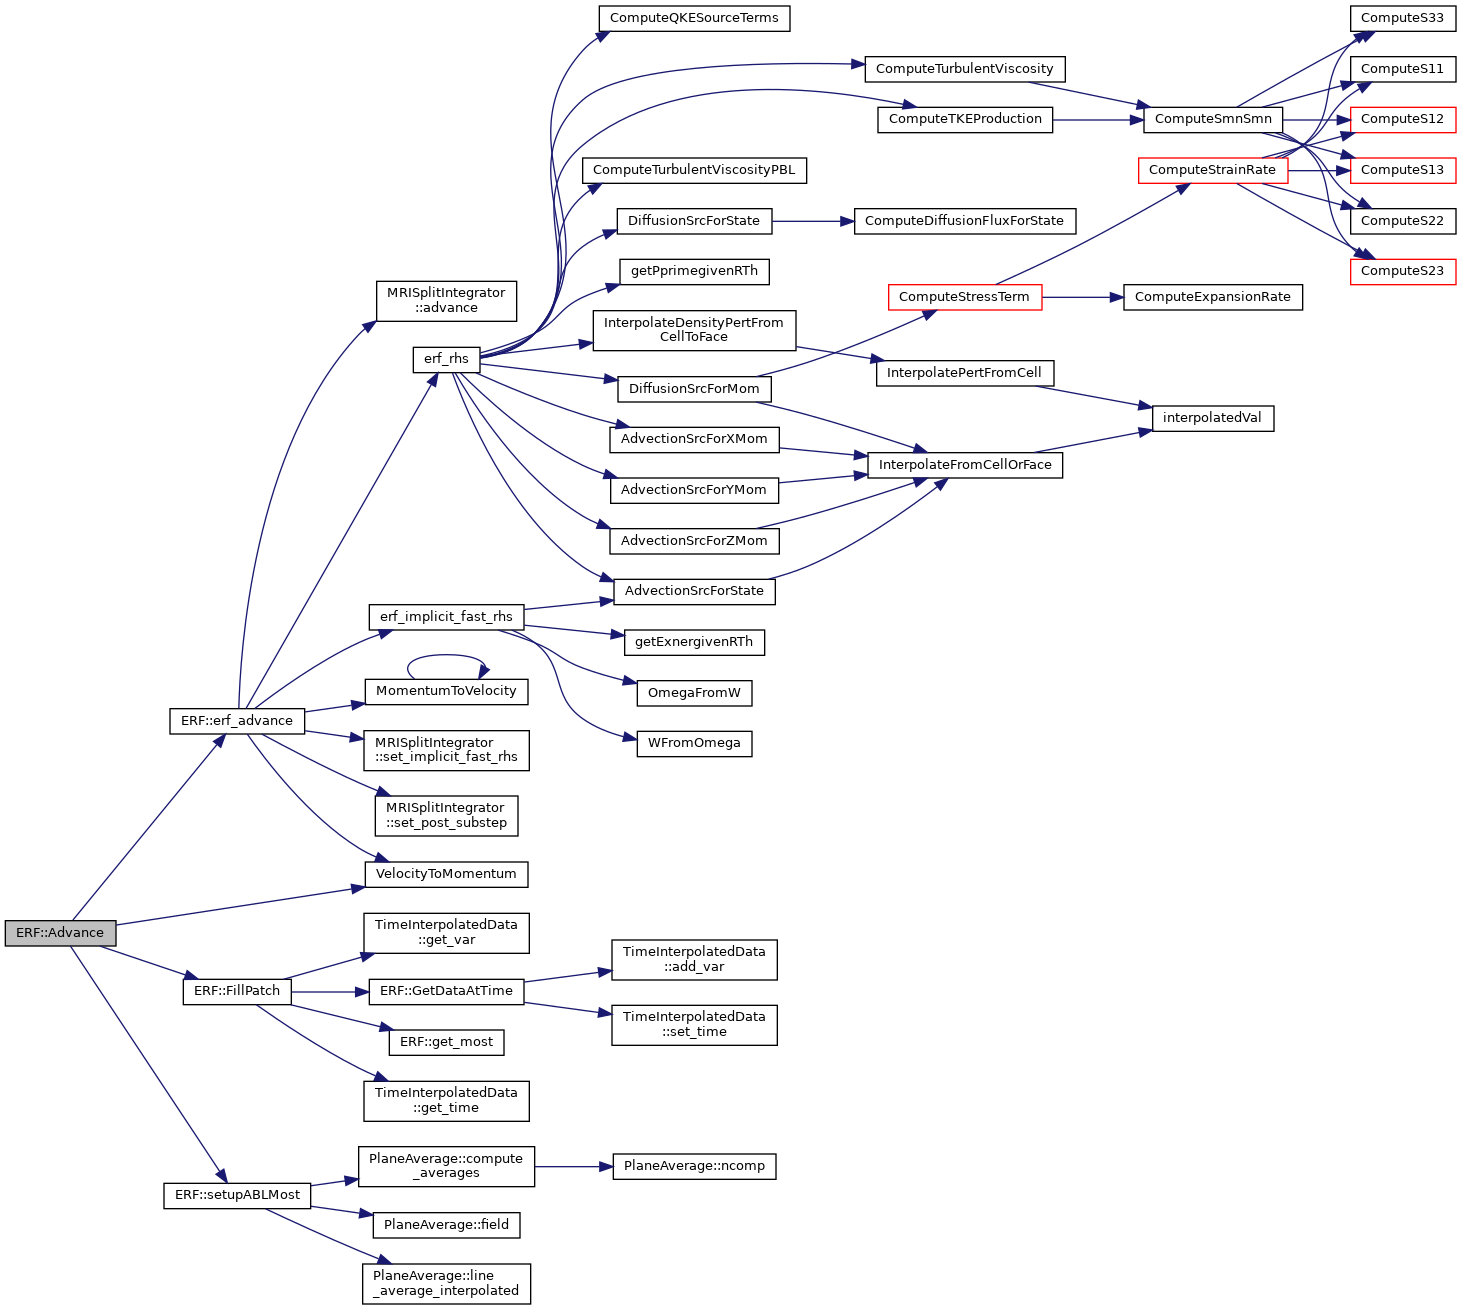 ComputeQKESourceTerms
ComputeS33
ComputeTurbulentViscosity
ComputeS11
ComputeTKEProduction
ComputeSmnSmn
ComputeS12
ComputeTurbulentViscosityPBL
ComputeStrainRate
ComputeS13
DiffusionSrcForState
ComputeDiffusionFluxForState
ComputeS22
getPprimegivenRTh
ComputeS23
MRISplitIntegrator
::advance
ComputeStressTerm
ComputeExpansionRate
InterpolateDensityPertFrom
CellToFace
erf_rhs
InterpolatePertFromCell
DiffusionSrcForMom
interpolatedVal
AdvectionSrcForXMom
InterpolateFromCellOrFace
AdvectionSrcForYMom
AdvectionSrcForZMom
AdvectionSrcForState
erf_implicit_fast_rhs
getExnergivenRTh
MomentumToVelocity
OmegaFromW
ERF::erf_advance
MRISplitIntegrator
::set_implicit_fast_rhs
WFromOmega
MRISplitIntegrator
::set_post_substep
VelocityToMomentum
ERF::Advance
TimeInterpolatedData
::get_var
TimeInterpolatedData
::add_var
ERF::FillPatch
ERF::GetDataAtTime
TimeInterpolatedData
::set_time
ERF::get_most
TimeInterpolatedData
::get_time
PlaneAverage::compute
_averages
PlaneAverage::ncomp
ERF::setupABLMost
PlaneAverage::field
PlaneAverage::line
_average_interpolated